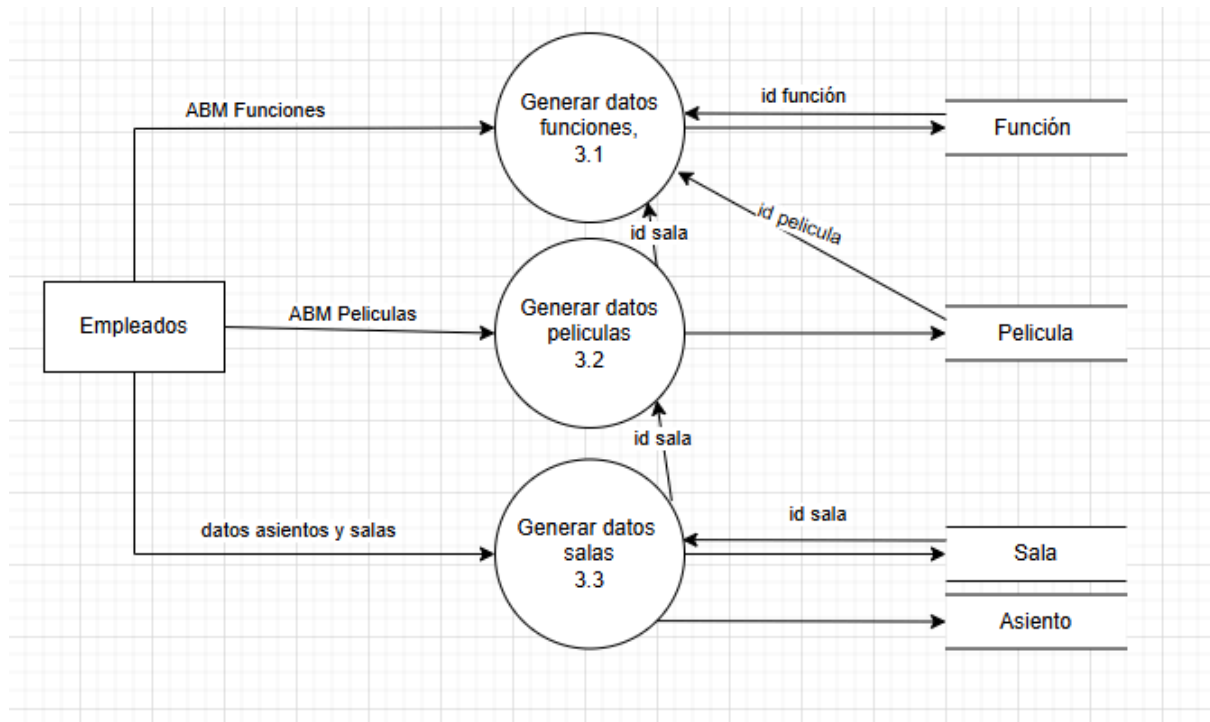 ABM Funciones
Generar datos
funciones,
3.1
id función
Función
id pelicula
id sala
Empleados
ABM Peliculas
Generar datos
peliculas
3.2
Pelicula
id sala
datos asientos y salas
Generar datos
salas
3.3
id sala
Sala
Asiento